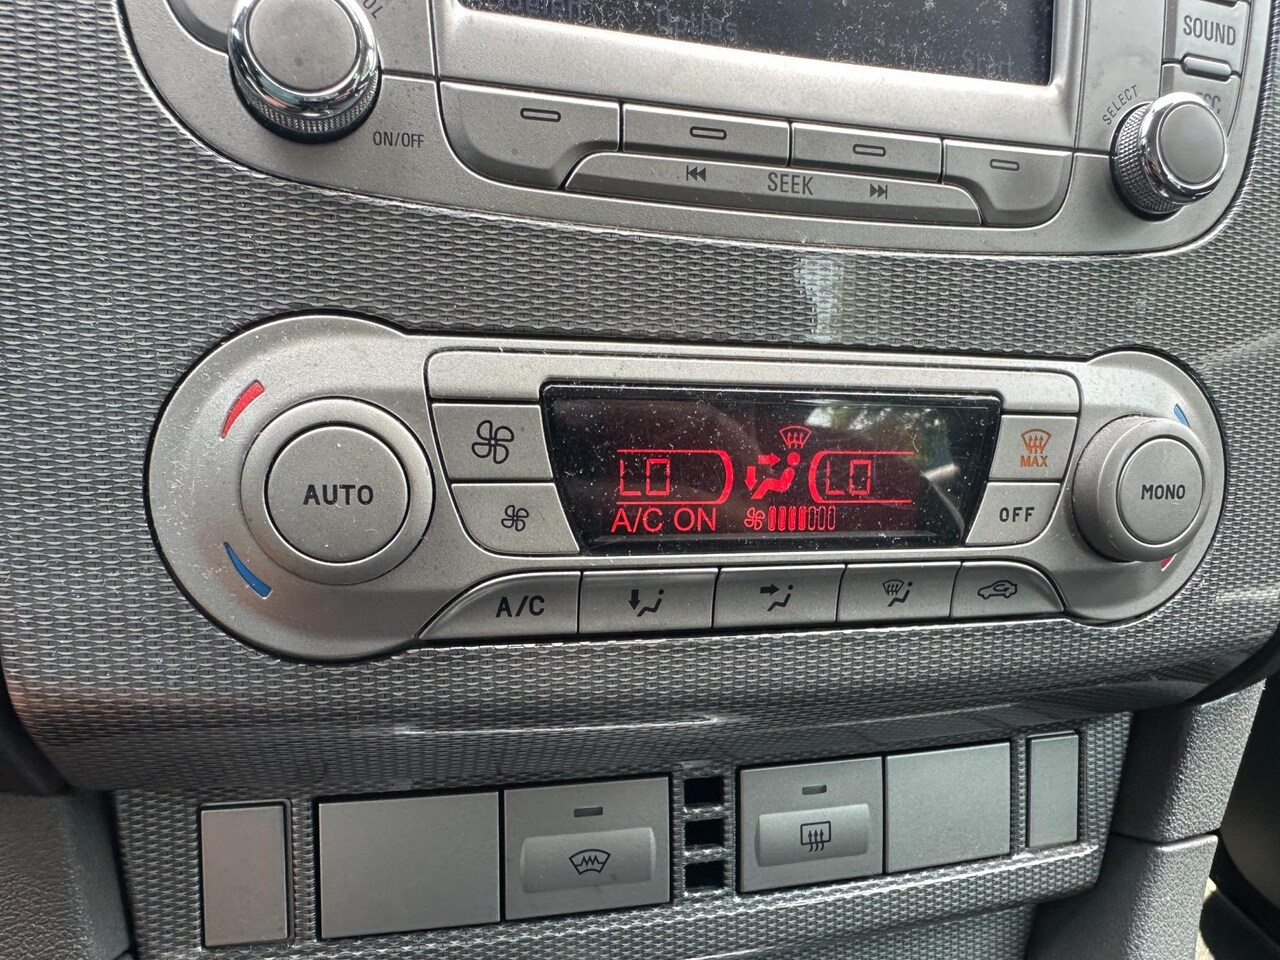 SOUND
SELECT
ON/OFF
SEEK
AUTO
LO
LO
A/C ON
MAX
OFF
MONO
A/C